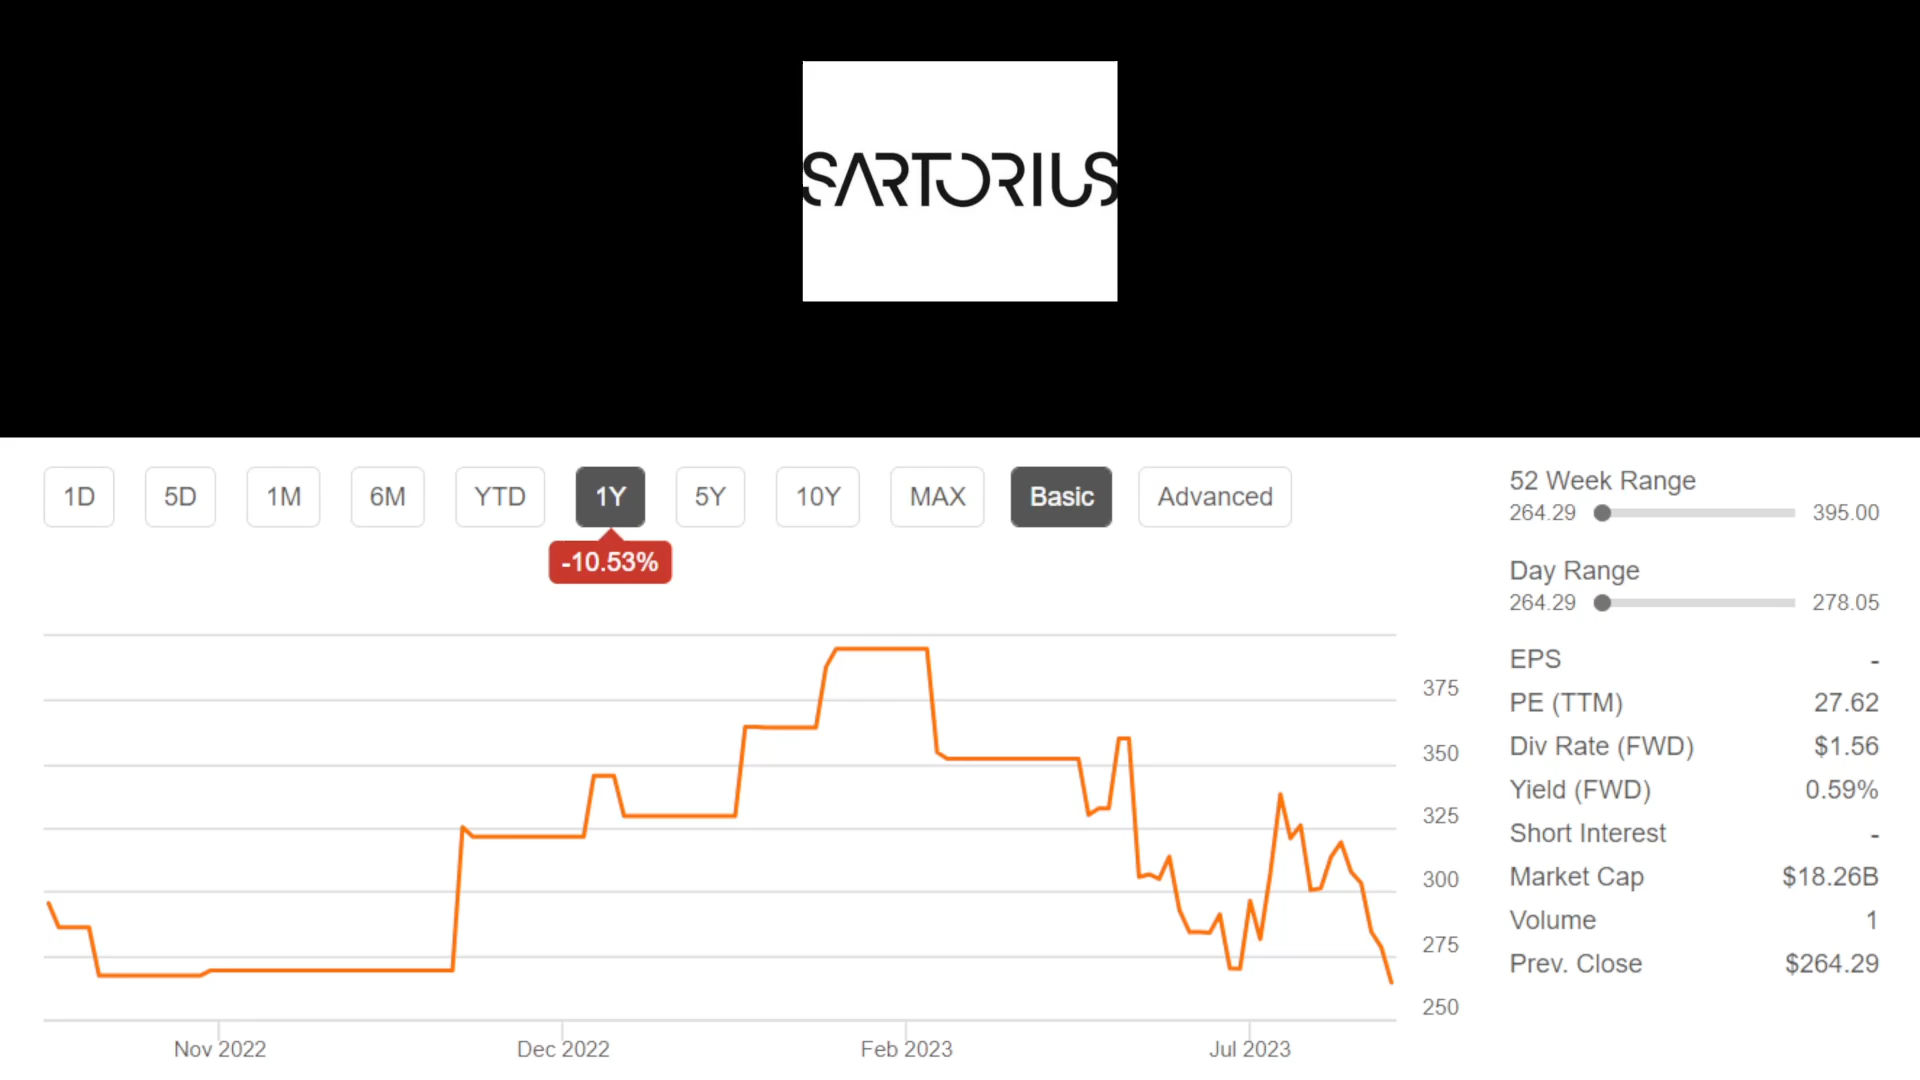 SARTORIUS
1D 5D 1M 6M YTD 1Y 5Y 10Y MAX Basic Advanced
-10.53%
375
350
325
300
275
250
Nov 2022 Dec 2022 Feb 2023 Jul 2023
52 Week Range
264.29 395.00
Day Range
264.29 278.05
EPS -
PE (TTM) 27.62
Div Rate (FWD) $1.56
Yield (FWD) 0.59%
Short Interest -
Market Cap $18.26B
Volume 1
Prev. Close $264.29